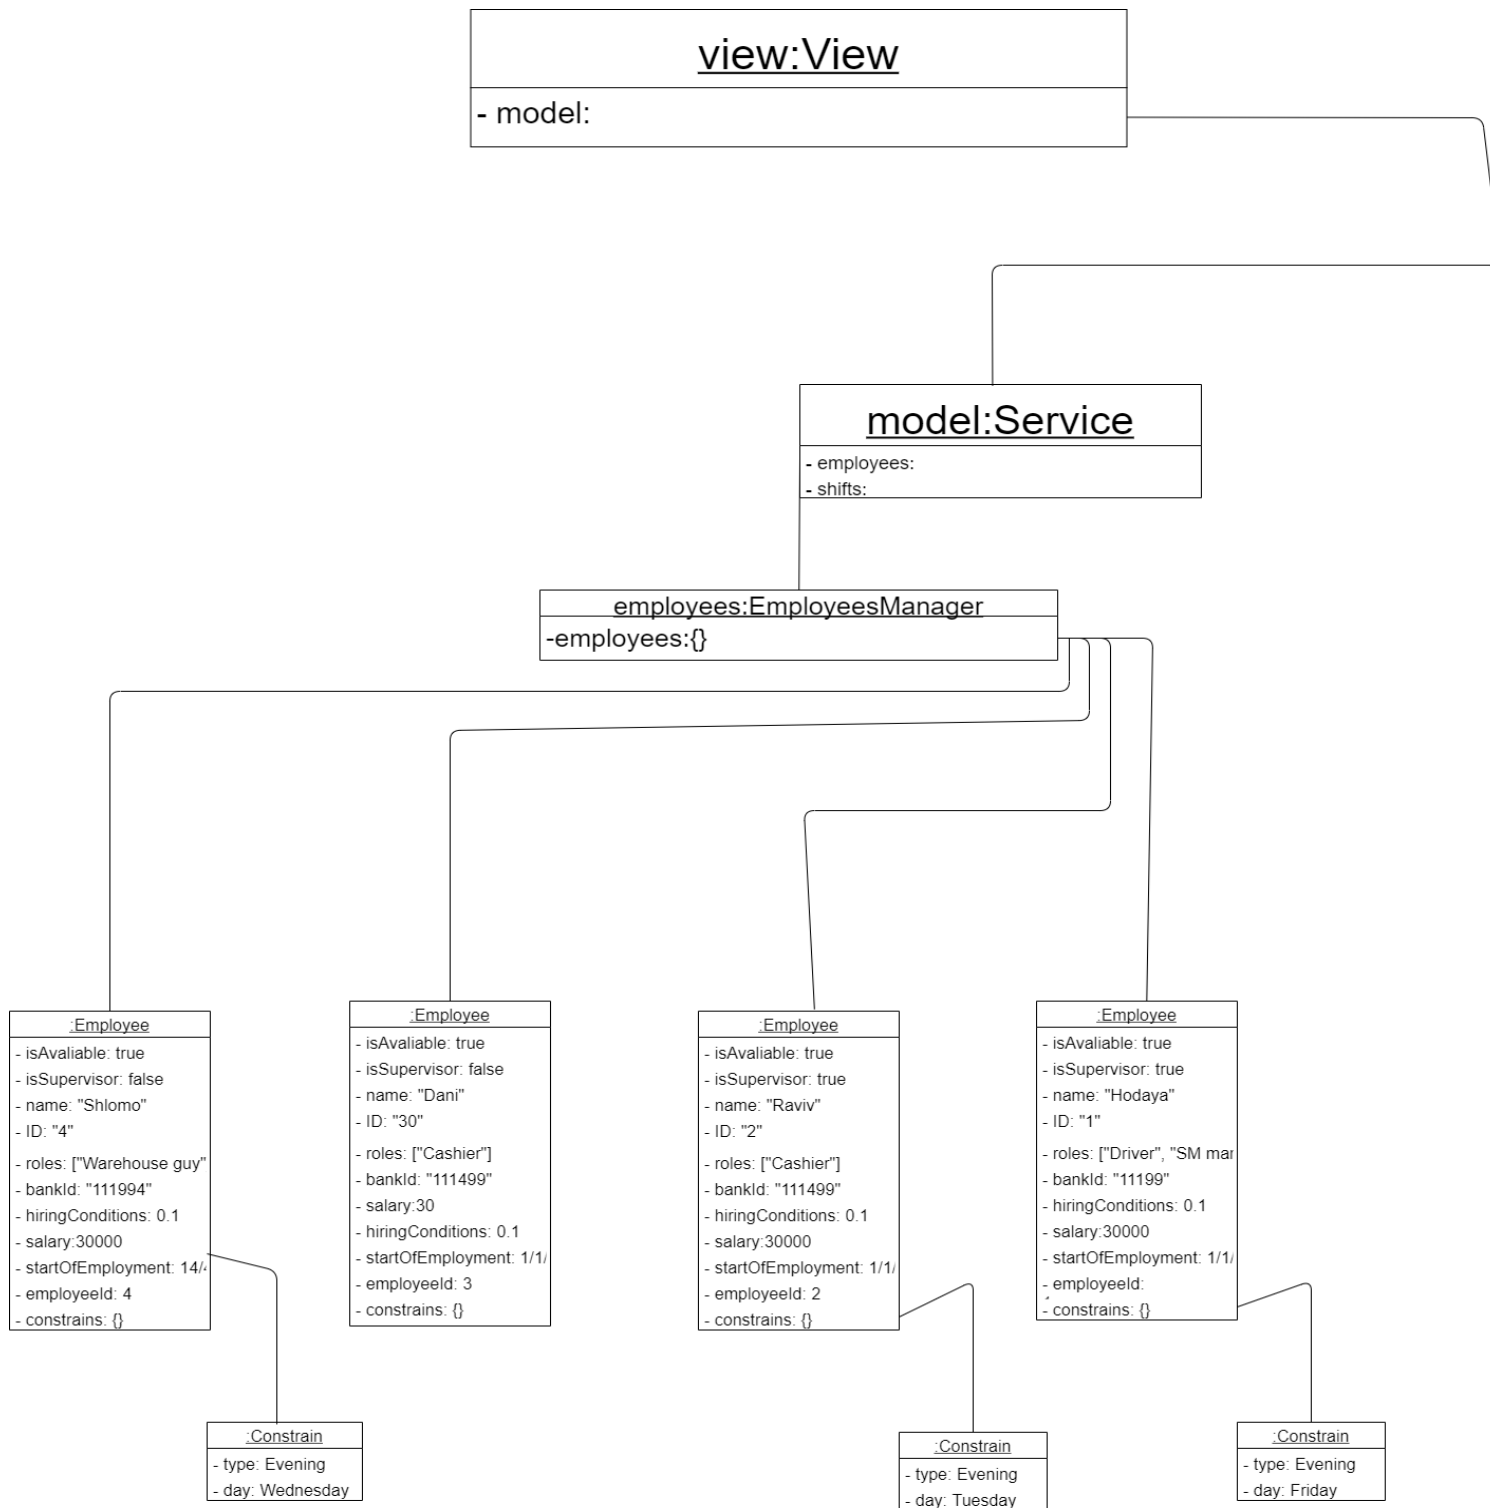 view:View
- model:
model:Service
- employees:
- shifts:
employees:EmployeesManager
-employees:{}
:Employee
- isAvaliable: true
- isSupervisor: false
- name: "Shlomo"
- ID: "4"
- roles: ["Warehouse guy"
- bankId: "111994"
- hiringConditions: 0.1
- salary:30000
- startOfEmployment: 14/
- employeeId: 4
- constrains: {}
:Employee
- isAvaliable: true
- isSupervisor: false
- name: "Dani"
- ID: "30"
- roles: ["Cashier"]
- bankId: "111499"
- salary:30
- hiringConditions: 0.1
- startOfEmployment: 1/1/
- employeeId: 3
- constrains: {}
:Employee
- isAvaliable: true
- isSupervisor: true
- name: "Raviv"
- ID: "2"
- roles: ["Cashier"]
- bankId: "111499"
- hiringConditions: 0.1
- salary:30000
- startOfEmployment: 1/1/
- employeeId: 2
- constrains: {}
:Employee
- isAvaliable: true
- isSupervisor: true
- name: "Hodaya"
- ID: "1"
- roles: ["Driver", "SM
- bankId: "11199"
- hiringConditions: 0.1
- salary:30000
- startOfEmployment: 1/1/
- employeeId:
- constrains: {}
:Constrain
- type: Evening
- day: Wednesday
:Constrain
- type: Evening
- day: Tuesday
:Constrain
- type: Evening
- day: Friday